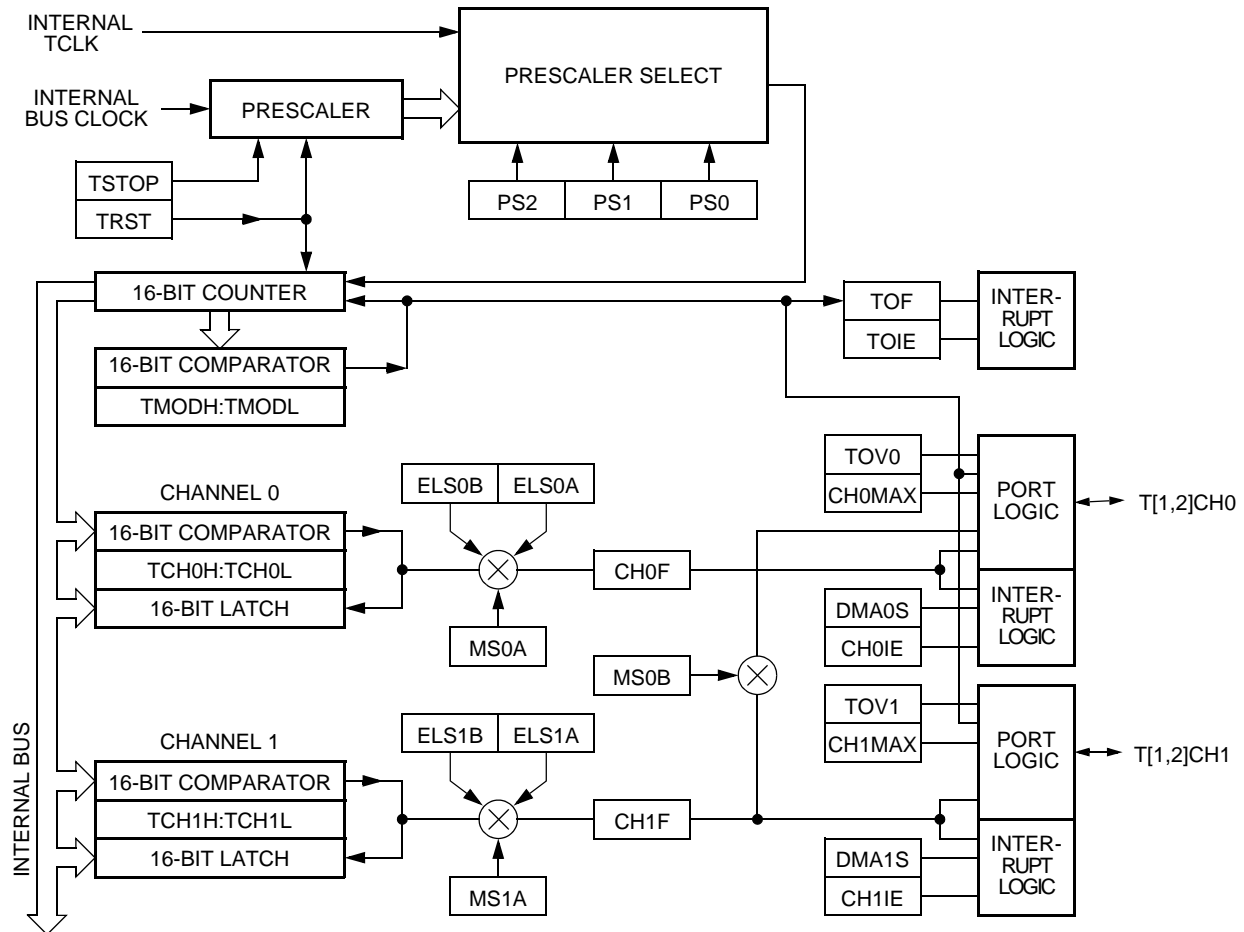 INTERNAL
TCLK
PRESCALER SELECT
INTERNAL
BUS CLOCK
PRESCALER
TSTOP
TRST
PS2
PS1
PS0
16-BIT COUNTER
TOF
TOIE
INTER-
RUPT
LOGIC
16-BIT COMPARATOR
TMODH:TMODL
CHANNEL 0
ELS0B
ELS0A
TOV0
CH0MAX
PORT
LOGIC
T[1,2]CH0
16-BIT COMPARATOR
TCH0H:TCH0L
16-BIT LATCH
CH0F
MS0A
DMA0S
CH0IE
INTER-
RUPT
LOGIC
MS0B
CHANNEL 1
ELS1B
ELS1A
TOV1
CH1MAX
PORT
LOGIC
T[1,2]CH1
16-BIT COMPARATOR
TCH1H:TCH1L
16-BIT LATCH
CH1F
MS1A
DMA1S
CH1IE
INTER-
RUPT
LOGIC
INTERNAL BUS